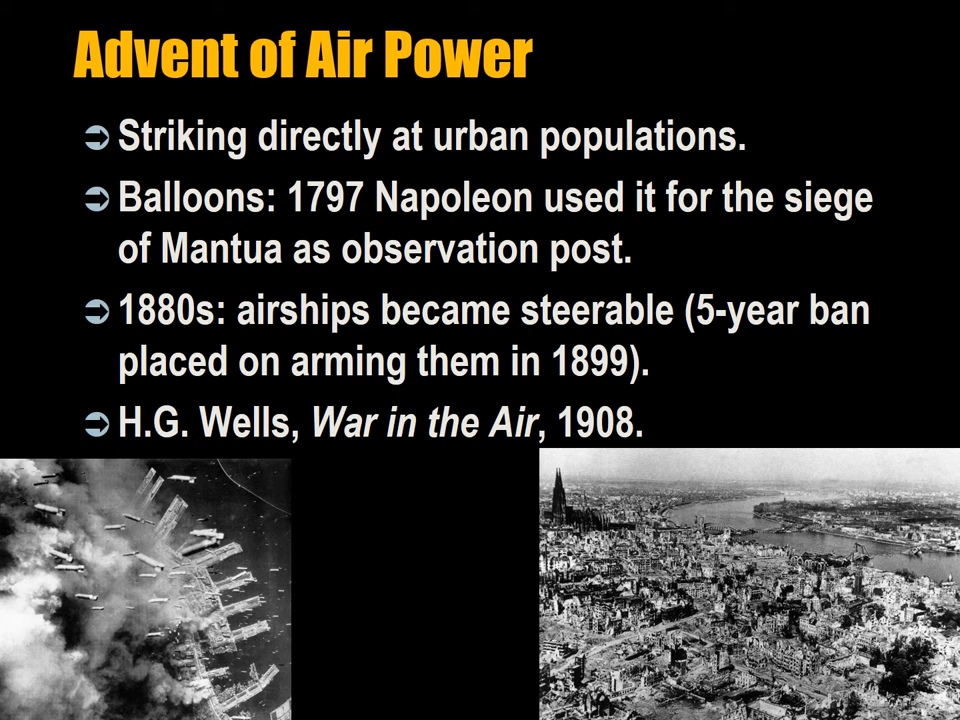 Advent of Air Power
Striking directly at urban populations.
Balloons: 1797 Napoleon used it for the siege
of Mantua as observation post.
1880s: airships became steerable (5-year ban
placed on arming them in 1899).
H.G. Wells, War in the Air, 1908.